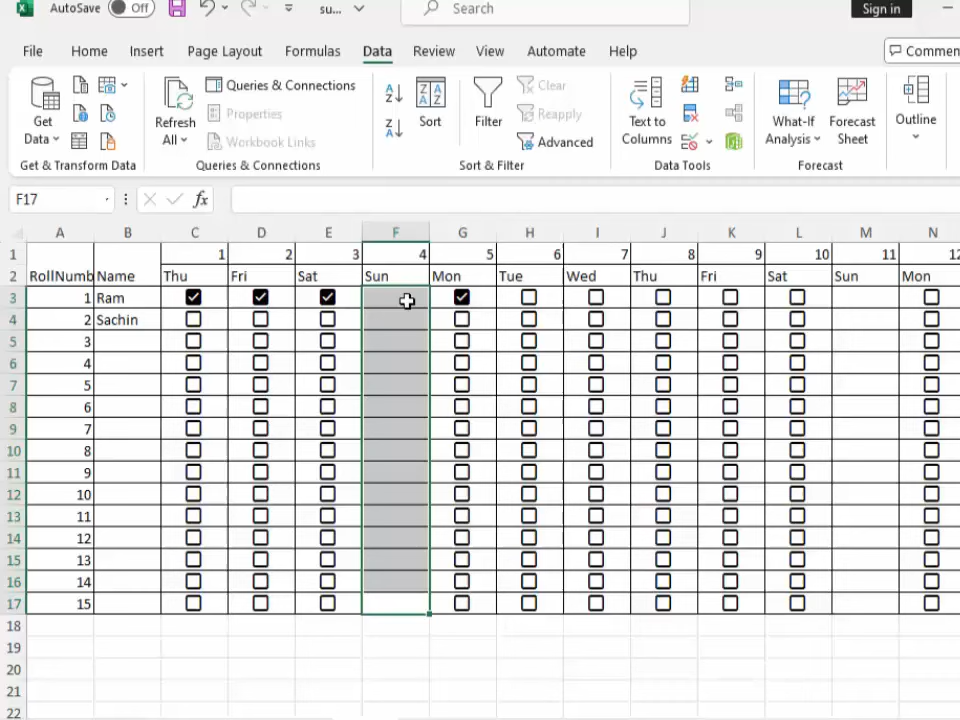 AutoSave Off su... Search Sign in
File Home Insert Page Layout Formulas Data Review View Automate Help Commen
Get Data Refresh All Queries & Connections Properties Workbook Links Sort Filter Clear Reapply Advanced Text to Columns What-If Analysis Forecast Sheet Outline
Get & Transform Data Queries & Connections Sort & Filter Data Tools Forecast
F17 fx
A B C D E F G H I J K L M N
1 1 2 3 4 5 6 7 8 9 10 11 12
2 RollNumb Name Thu Fri Sat Sun Mon Tue Wed Thu Fri Sat Sun Mon
3 1 Ram
4 2 Sachin
5 3
6 4
7 5
8 6
9 7
10 8
11 9
12 10
13 11
14 12
15 13
16 14
17 15
18
19
20
21
22